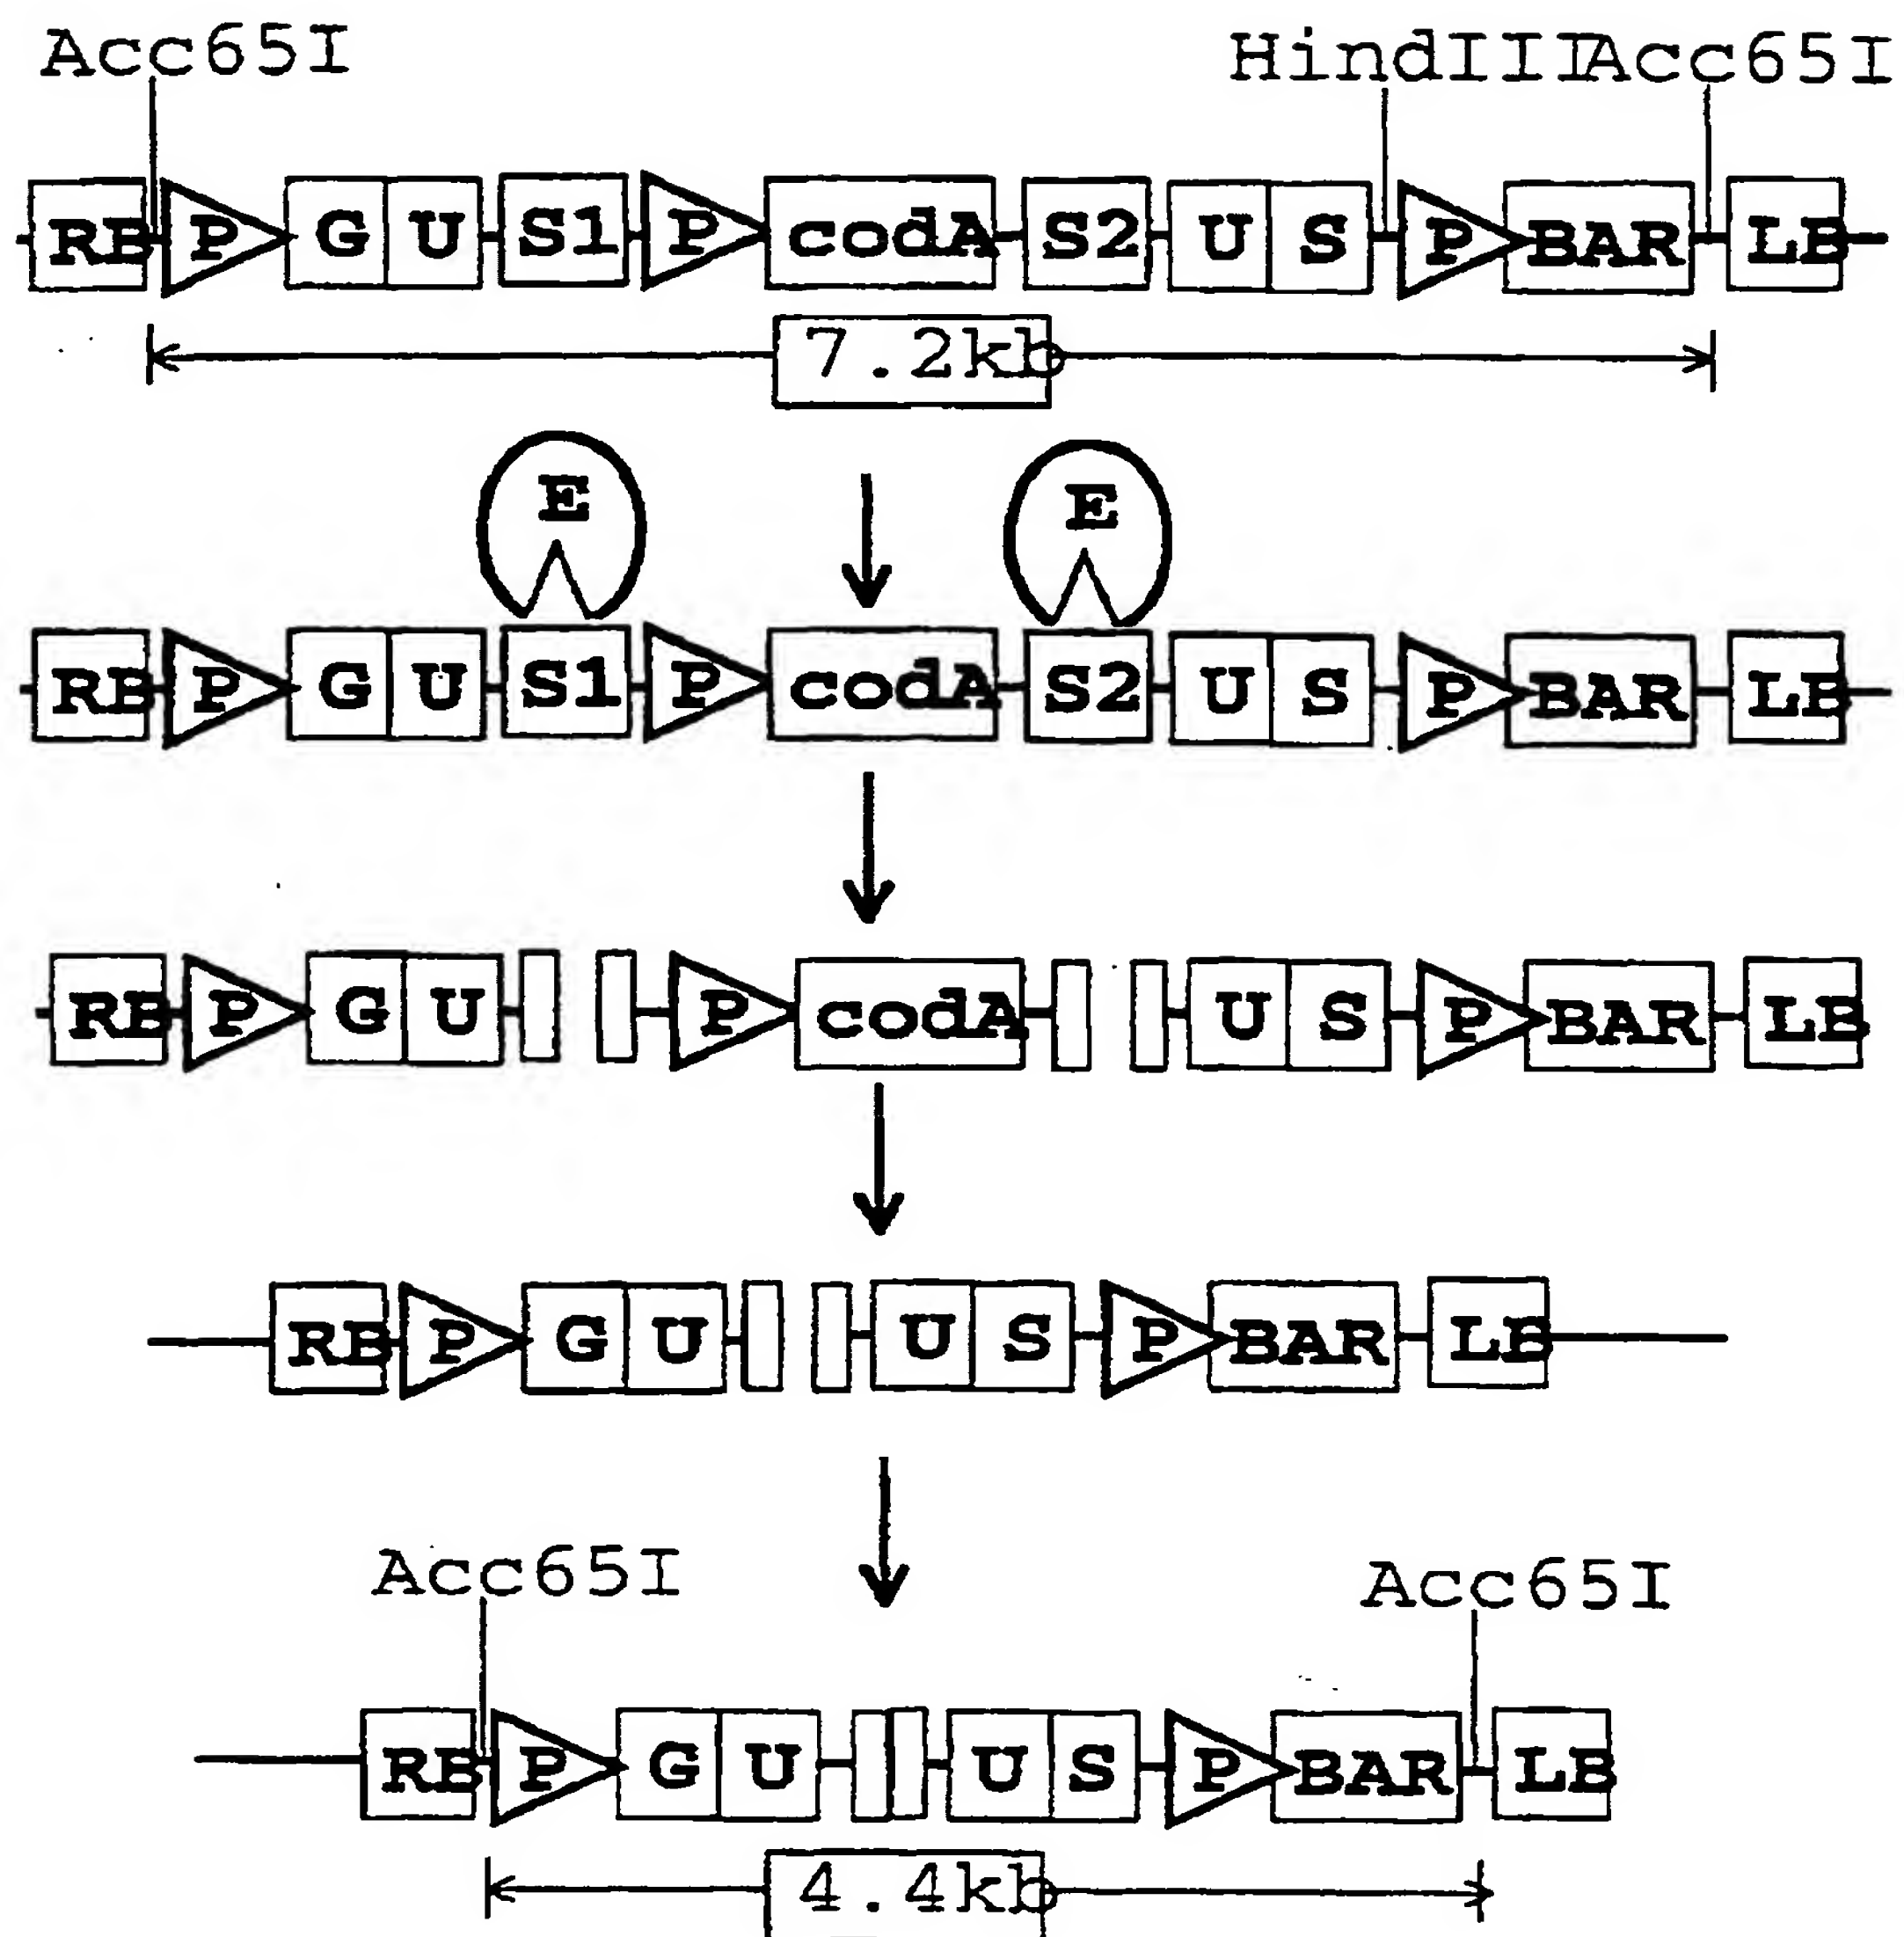 Acc65I HindIII Acc65I
RB P G U S1 P codA S2 U S P BAR LB
7.2kb
E E
RB P G U S1 P codA S2 U S P BAR LB
RB P G U P codA U S P BAR LB
RB P G U U S P BAR LB
Acc65I Acc65I
RB P G U U S P BAR LB
4.4kb